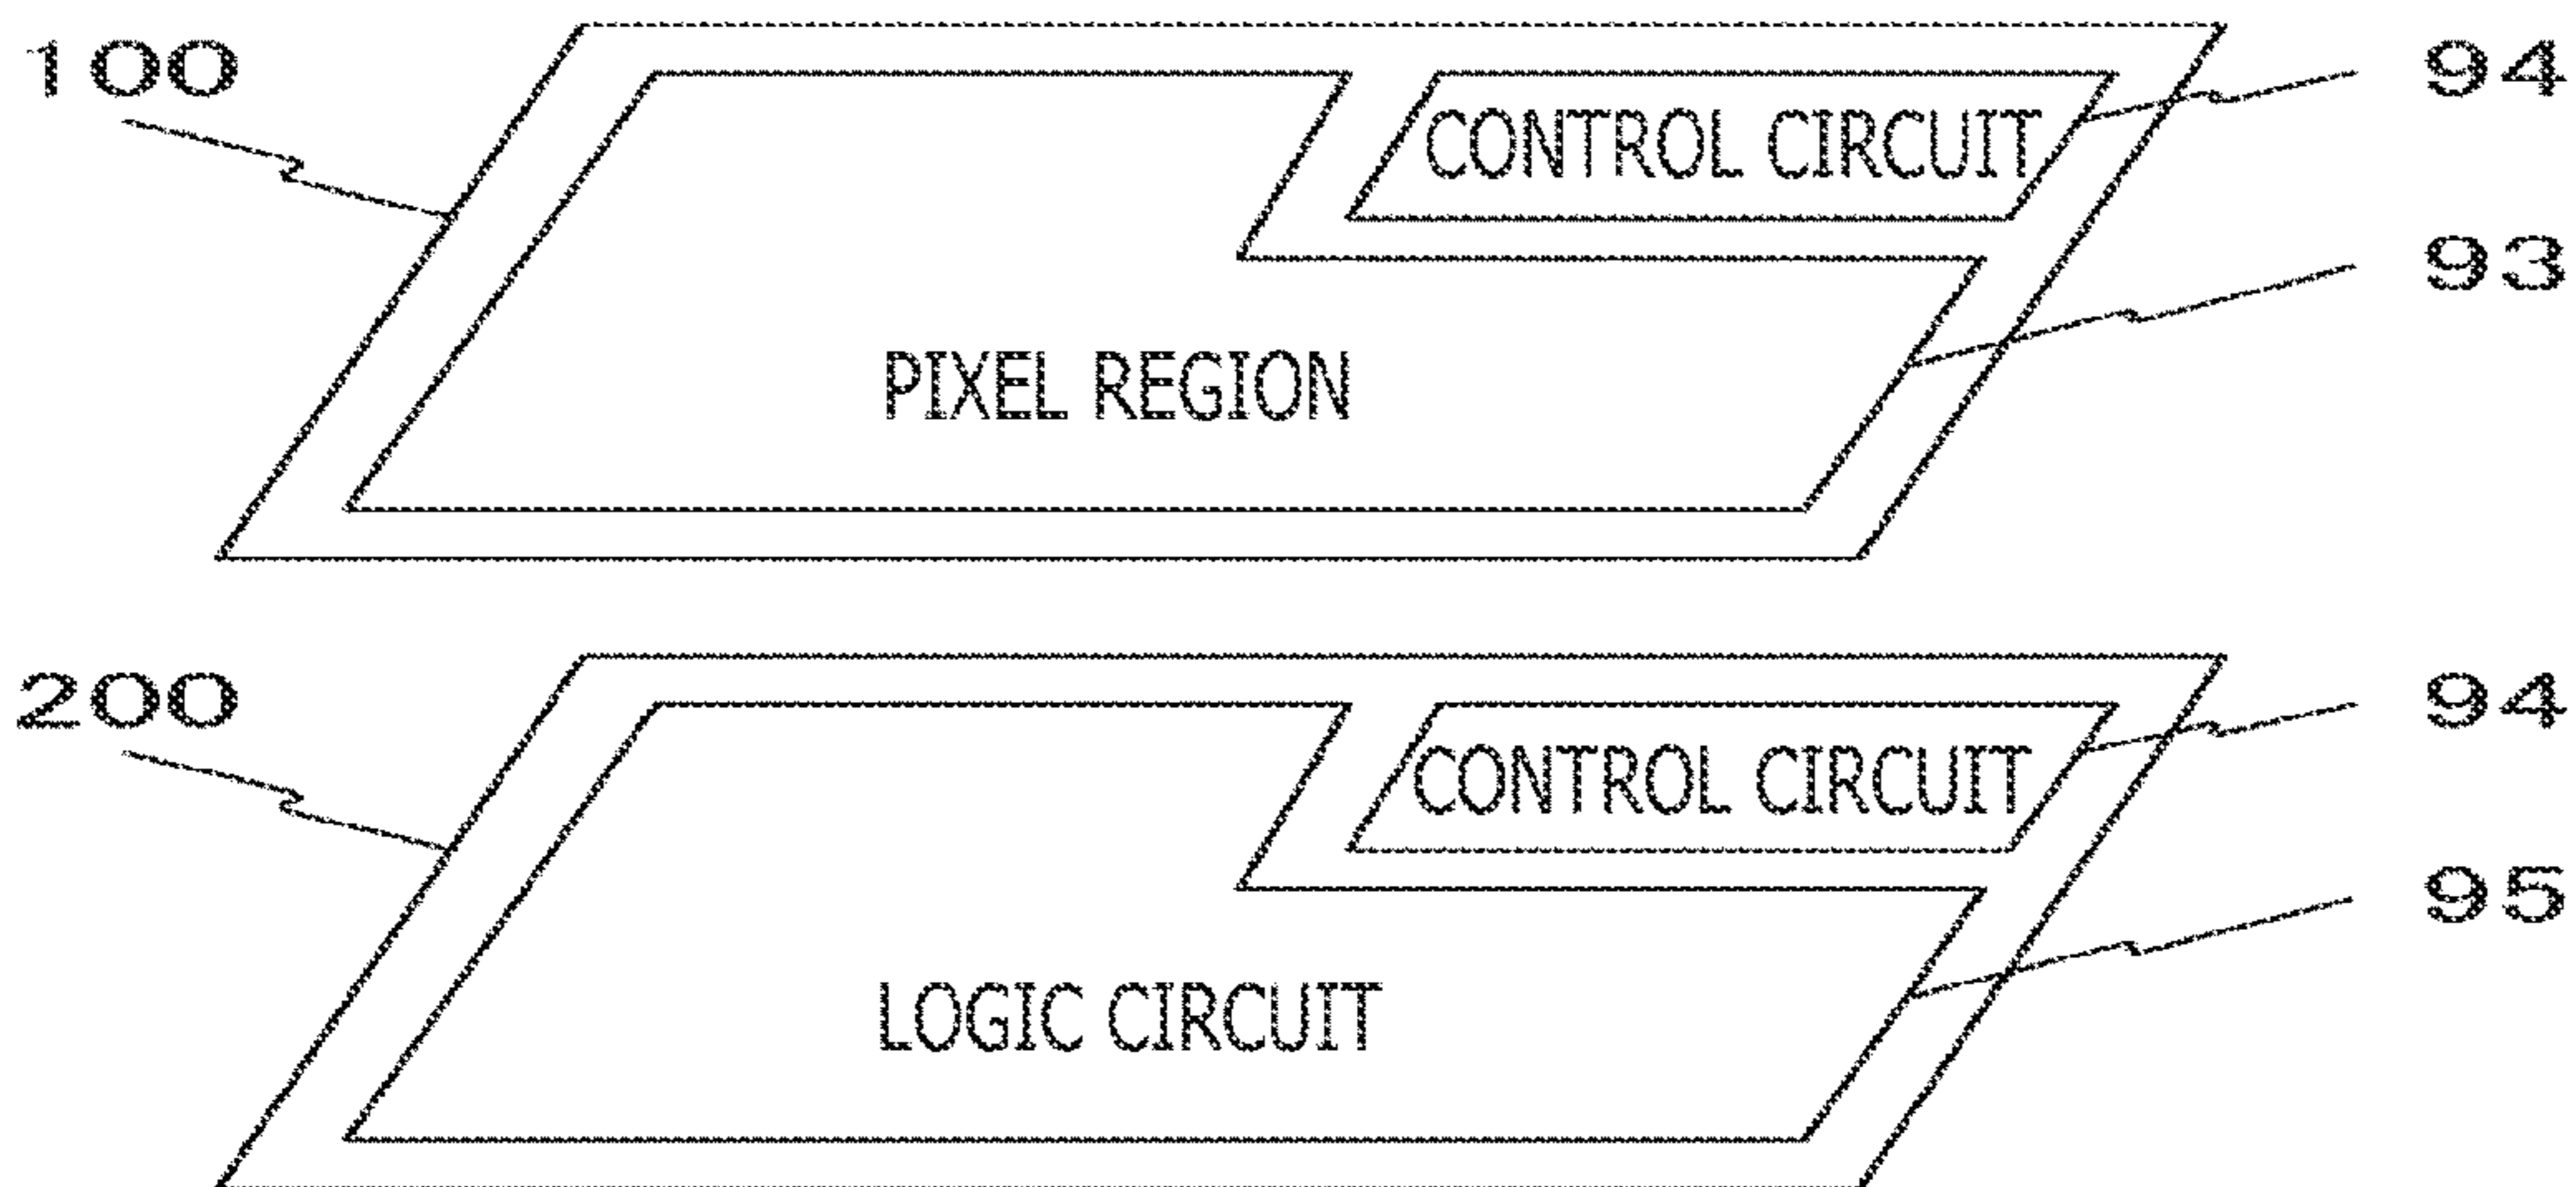 100
CONTROL CIRCUIT
94
93
PIXEL REGION
200
CONTROL CIRCUIT
94
95
LOGIC CIRCUIT